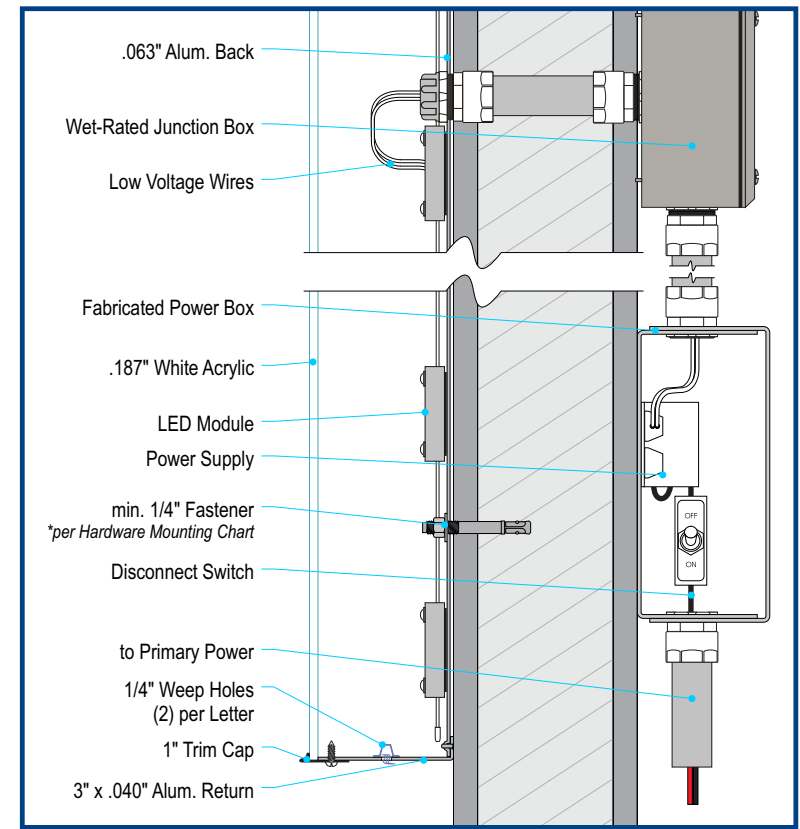 .063" Alum. Back
Wet-Rated Junction Box
Low Voltage Wires
Fabricated Power Box
.187" White Acrylic
LED Module
Power Supply
min. 1/4" Fastener
*per Hardware Mounting Chart
OFF
ON
Disconnect Switch
to Primary Power
1/4" Weep Holes
(2) per Letter
1" Trim Cap
3" x .040" Alum. Return